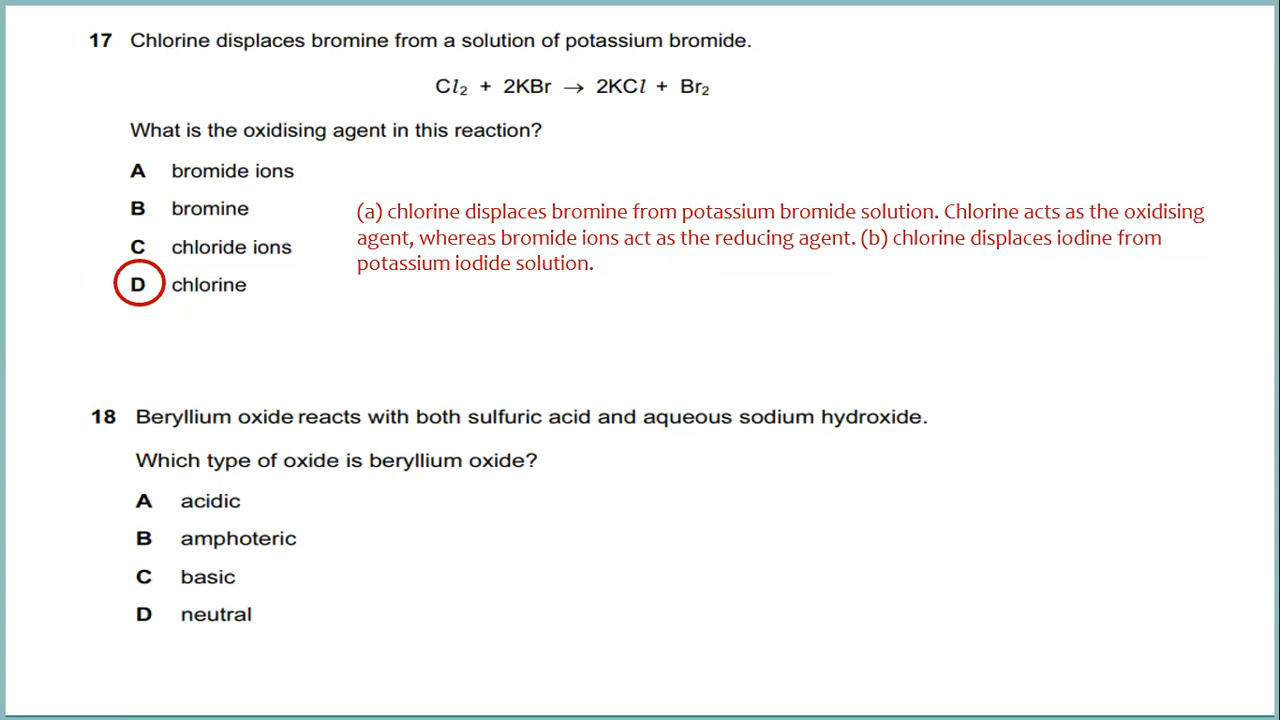 17 Chlorine displaces bromine from a solution of potassium bromide.
Cl₂ + 2KBr → 2KCl + Br₂
What is the oxidising agent in this reaction?
A bromide ions
B bromine
C chloride ions
D chlorine
(a) chlorine displaces bromine from potassium bromide solution. Chlorine acts as the oxidising
agent, whereas bromide ions act as the reducing agent. (b) chlorine displaces iodine from
potassium iodide solution.
18 Beryllium oxide reacts with both sulfuric acid and aqueous sodium hydroxide.
Which type of oxide is beryllium oxide?
A acidic
B amphoteric
C basic
D neutral